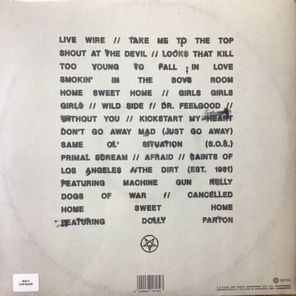 LIVE WIRE // TAKE ME TO THE TOP
SHOUT AT THE DEVIL // LOOKS THAT KILL
TOO YOUNG TO FALL IN LOVE
SMOKIN' IN THE BOYS ROOM
HOME SWEET HOME // GIRLS GIRLS
GIRLS // WILD SIDE // DR. FEELGOOD //
WITHOUT YOU // KICKSTART MY HEART
DON'T GO AWAY MAD (JUST GO AWAY)
SAME OL' SITUATION (S.O.S.)
PRIMAL SCREAM // AFRAID // SAINTS OF
LOS ANGELES //THE DIRT (EST. 1981)
FEATURING MACHINE GUN KELLY
DOGS OF WAR // CANCELLED
HOME SWEET HOME
FEATURING DOLLY PARTON